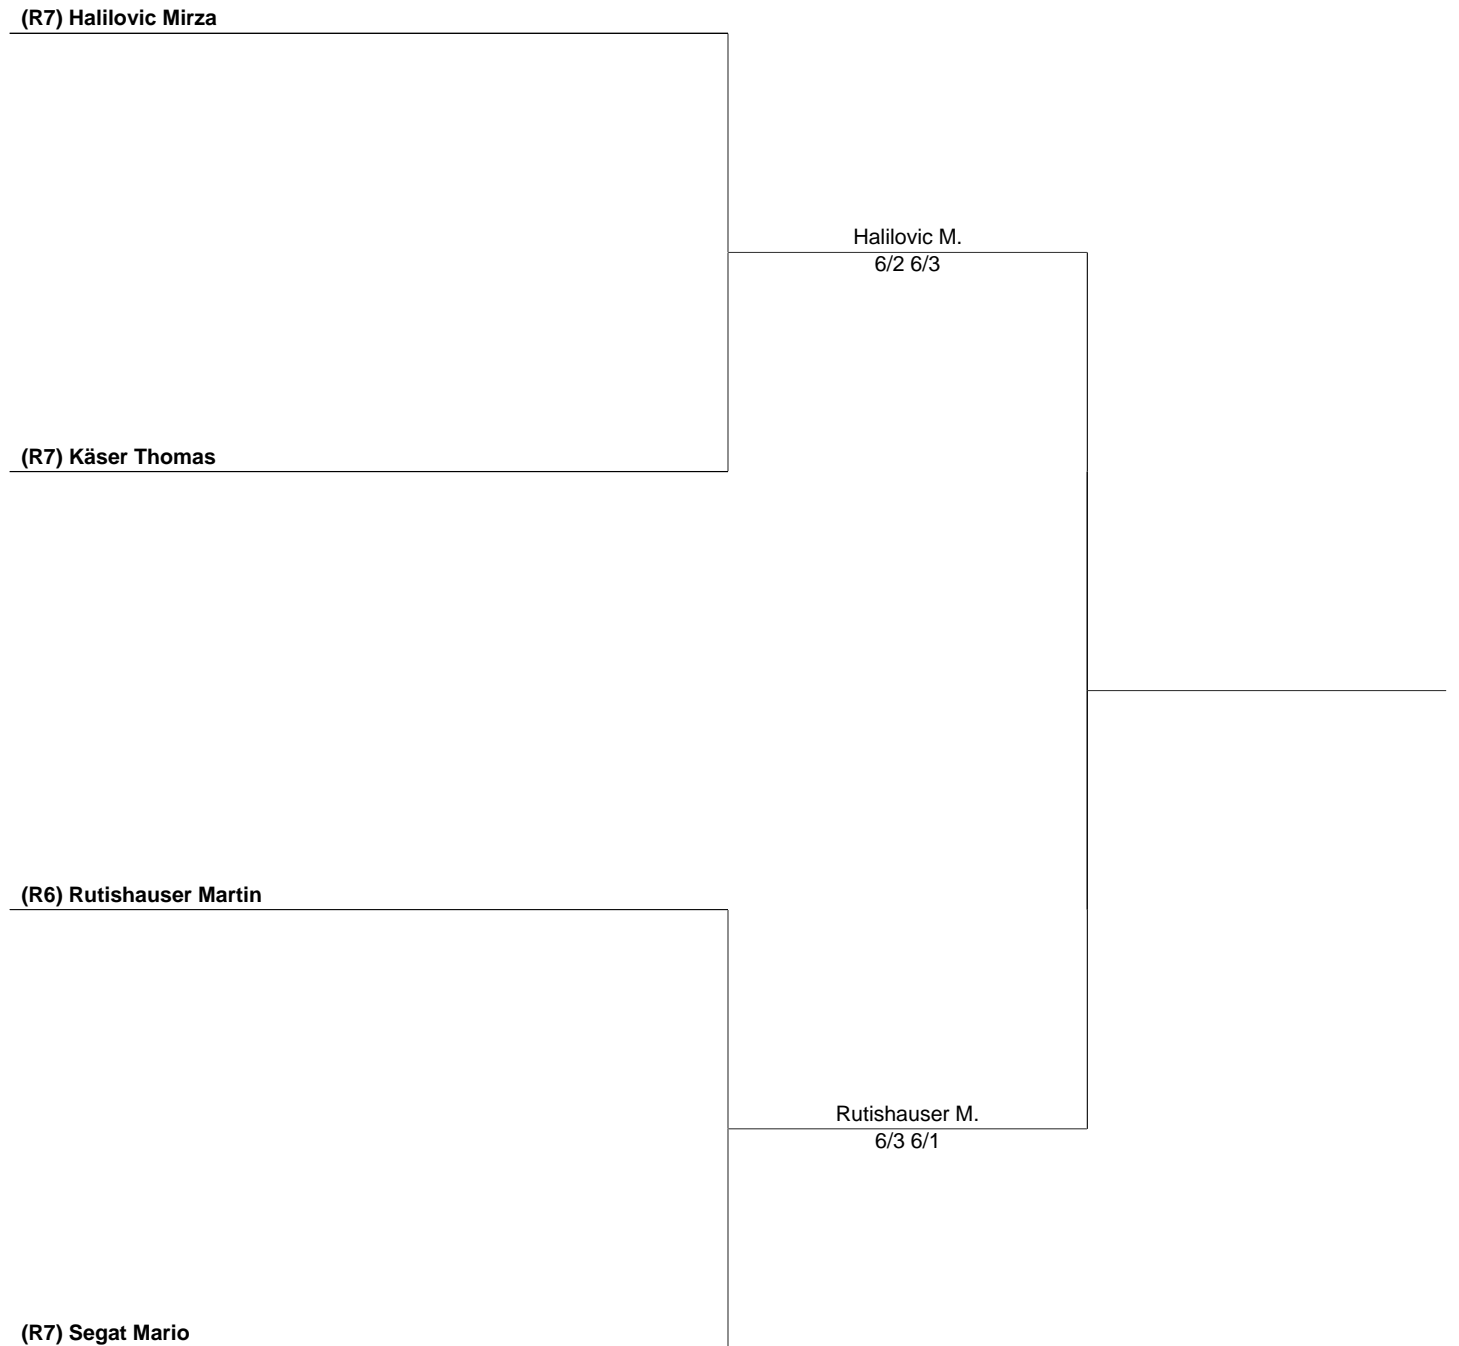 (R7) Halilovic Mirza
Halilovic M.
6/2 6/3
(R7) Käser Thomas
(R6) Rutishauser Martin
Rutishauser M.
6/3 6/1
(R7) Segat Mario